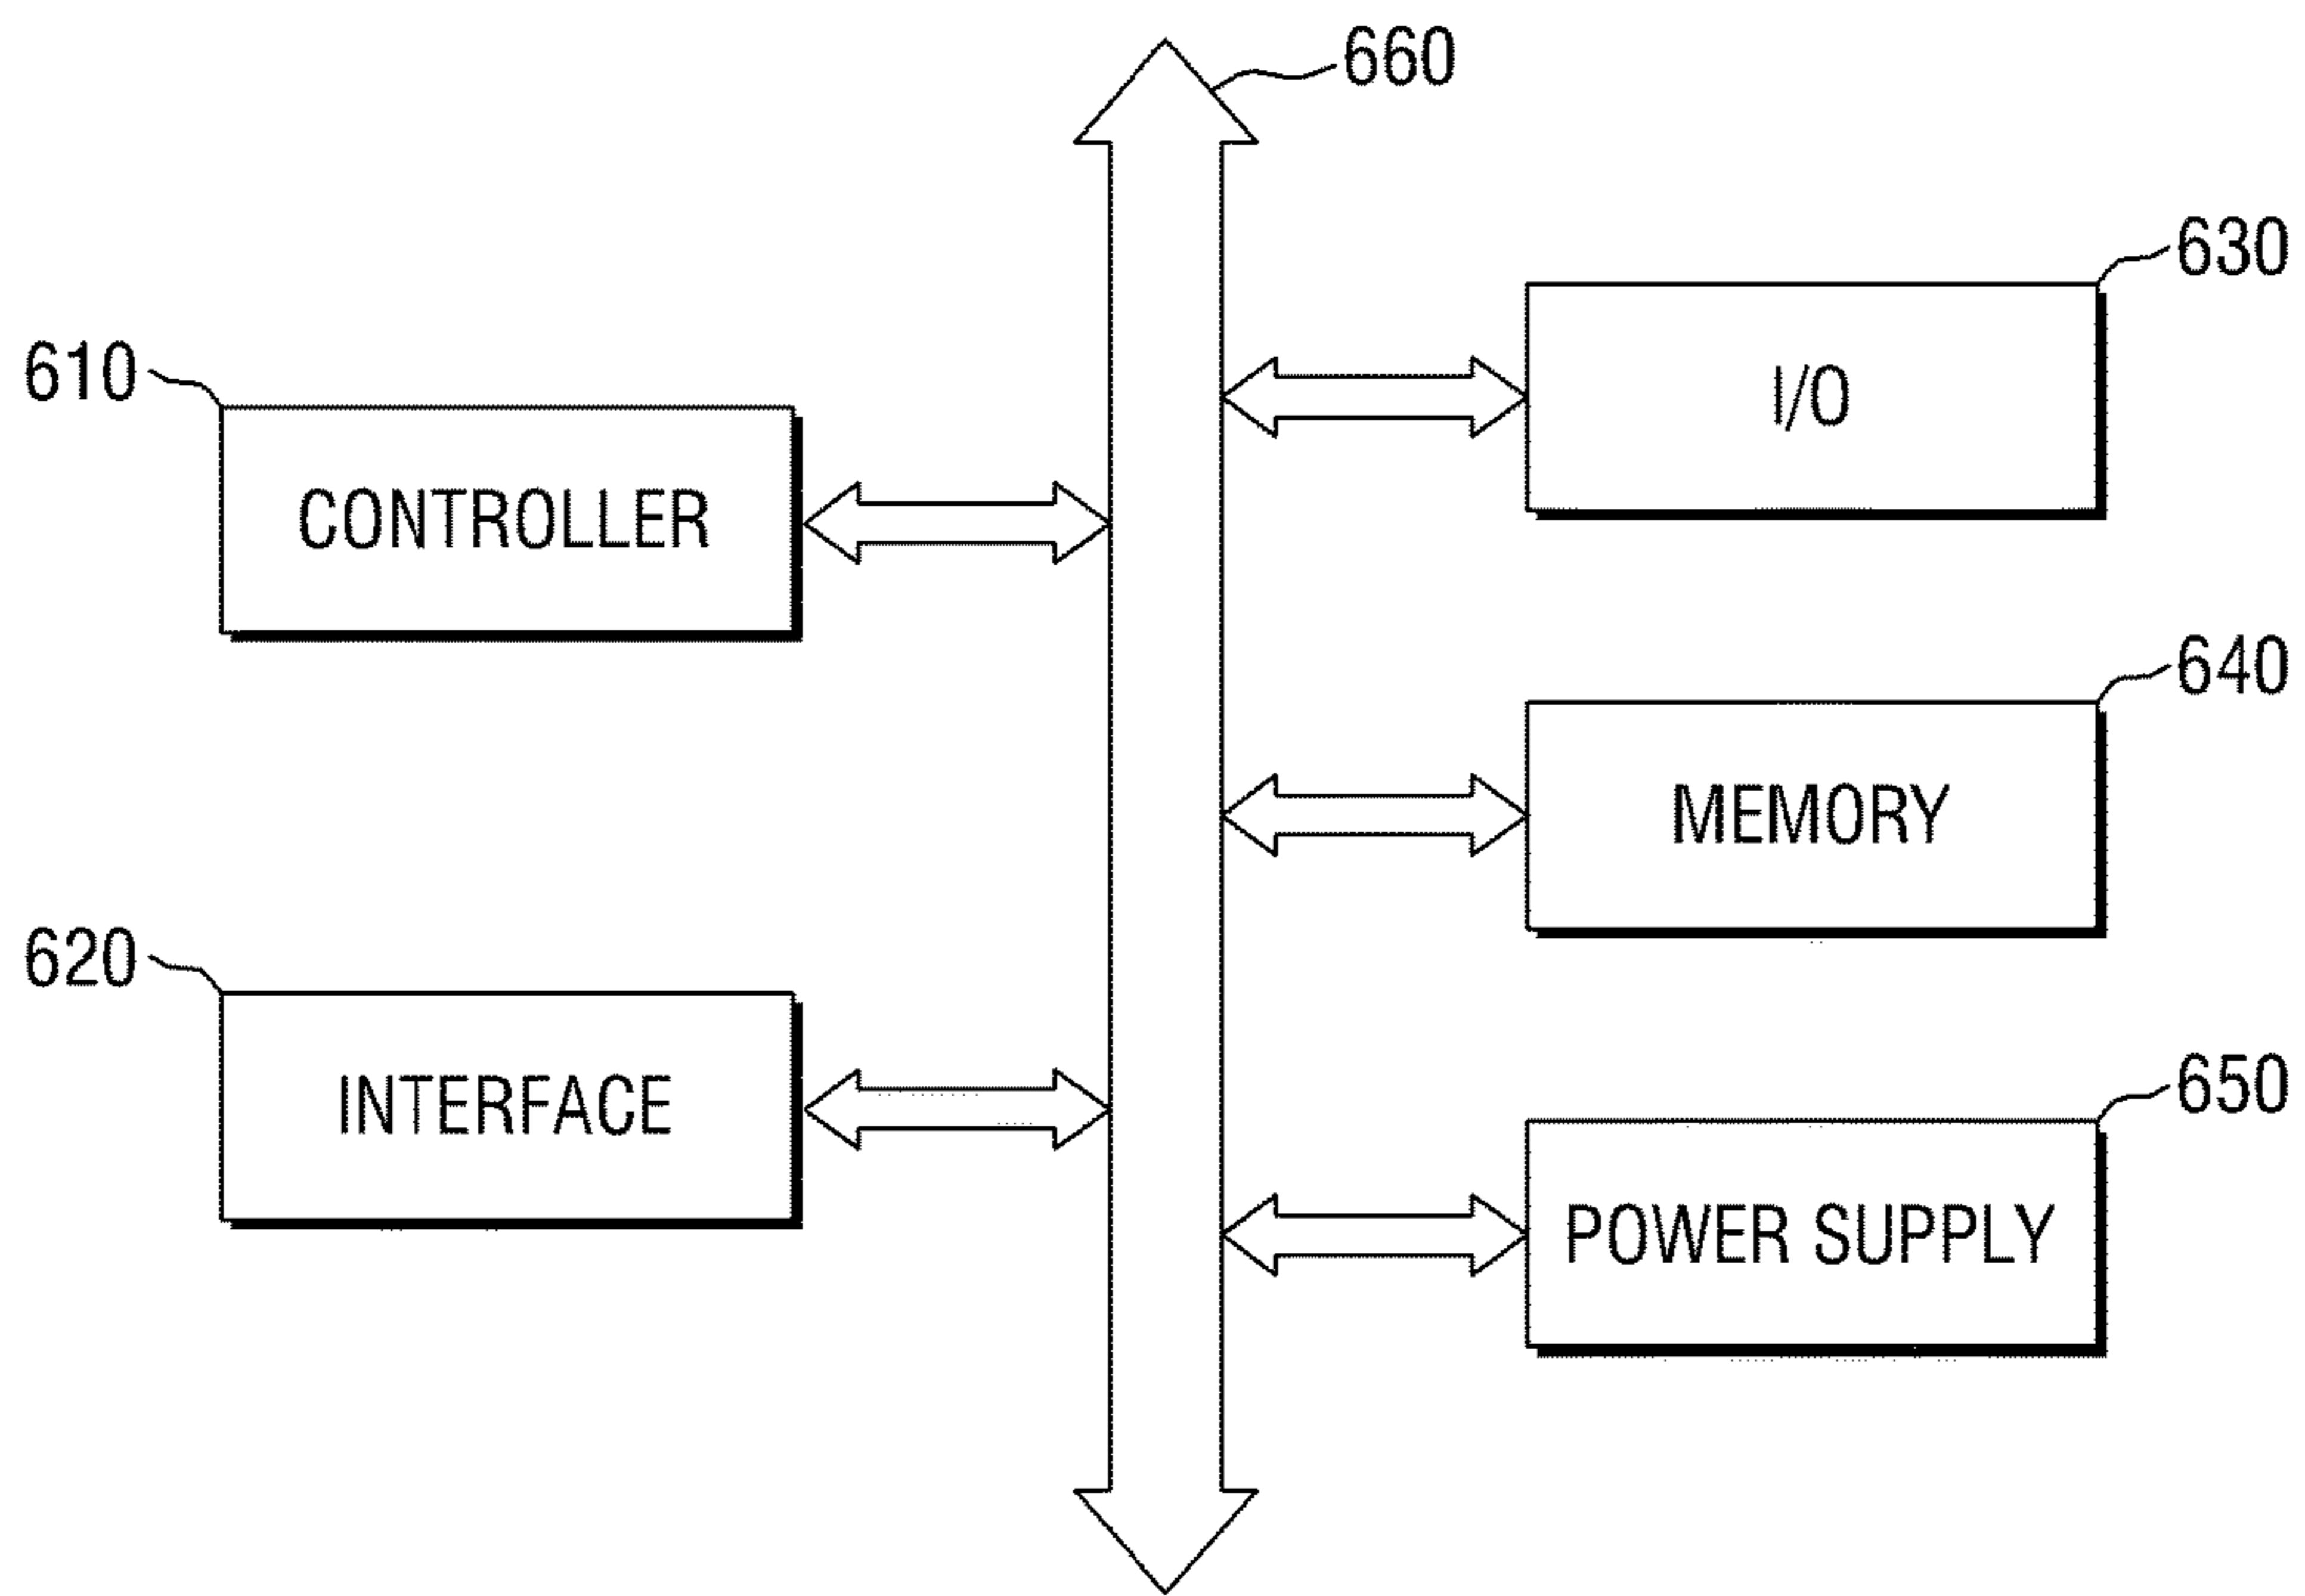 660
630
I/O
610
CONTROLLER
640
MEMORY
620
INTERFACE
650
POWER SUPPLY